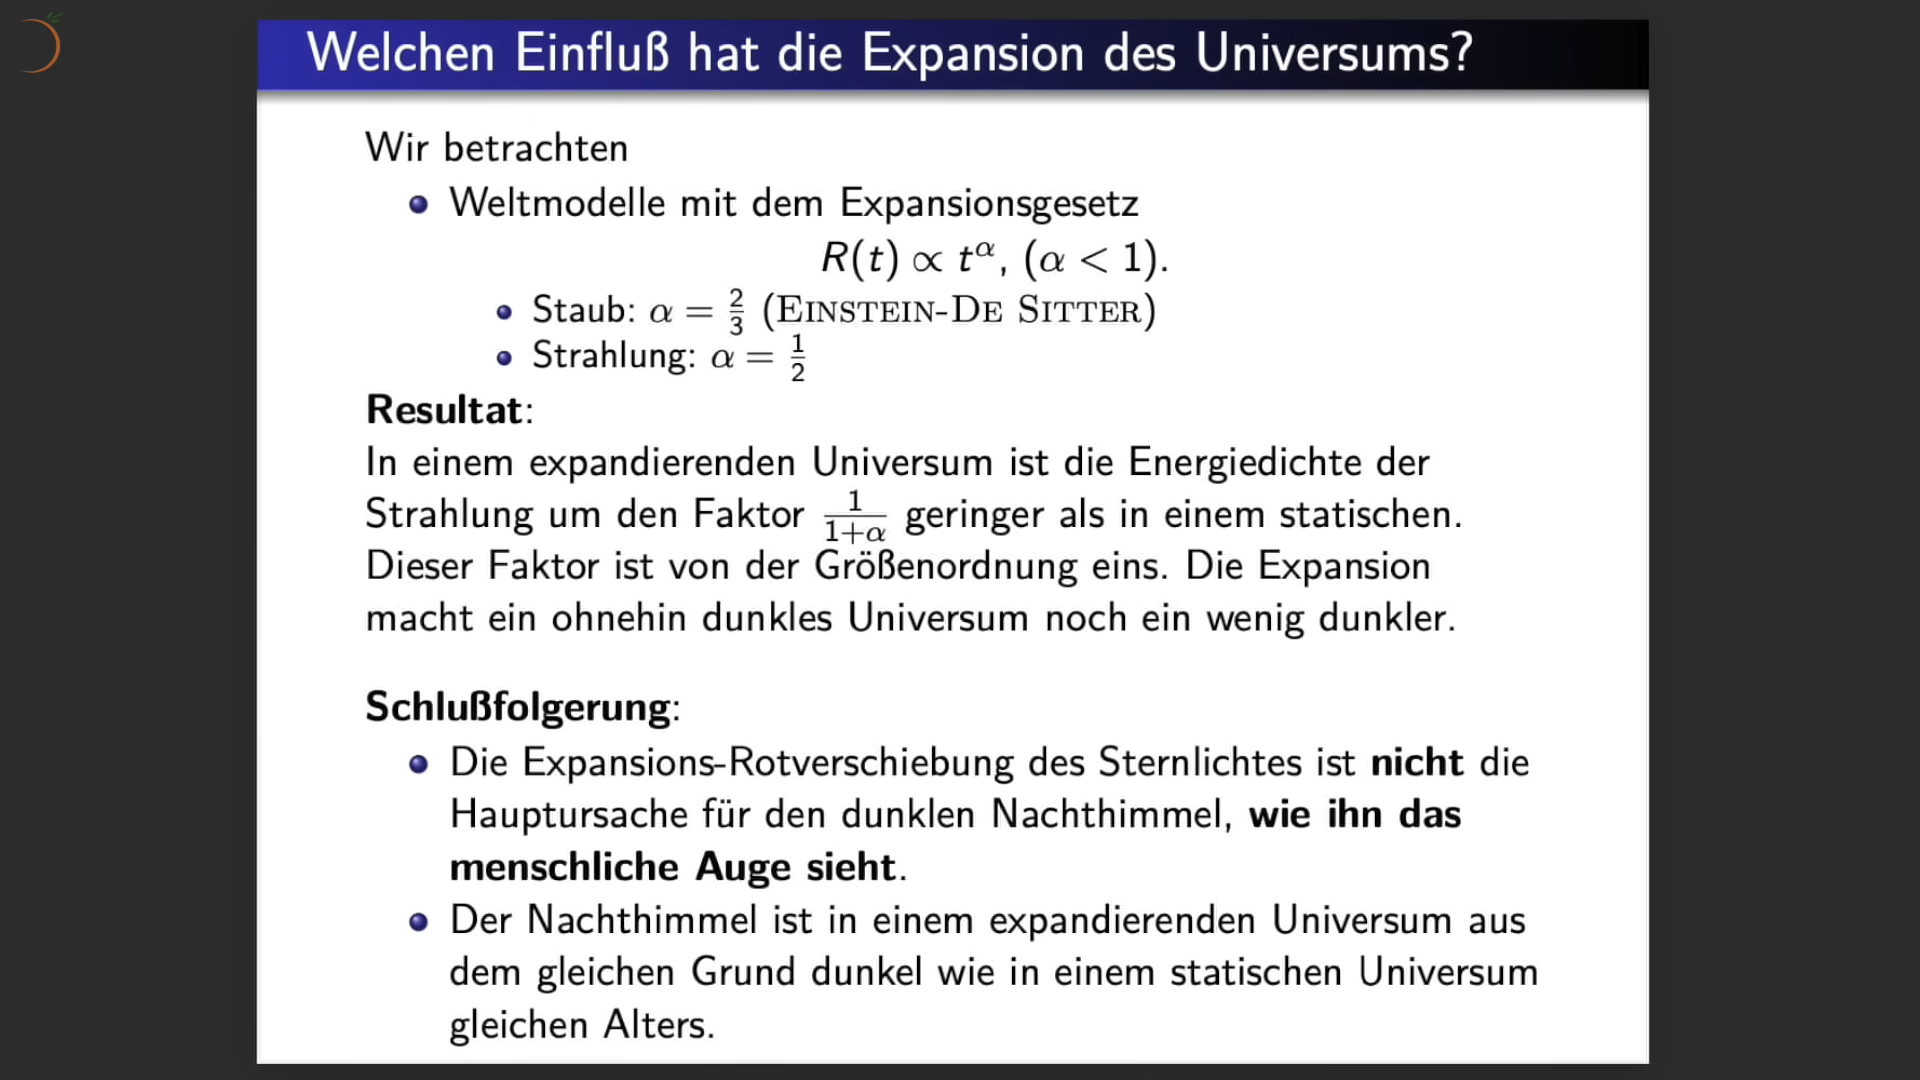 Welchen Einfluß hat die Expansion des Universums?
Wir betrachten
• Weltmodelle mit dem Expansionsgesetz
R(t) ∝ t^α, (α < 1).
• Staub: α = 2/3 (EINSTEIN-DE SITTER)
• Strahlung: α = 1/2
Resultat:
In einem expandierenden Universum ist die Energiedichte der
Strahlung um den Faktor 1/(1+α) geringer als in einem statischen.
Dieser Faktor ist von der Größenordnung eins. Die Expansion
macht ein ohnehin dunkles Universum noch ein wenig dunkler.
Schlußfolgerung:
• Die Expansions-Rotverschiebung des Sternlichtes ist nicht die
Hauptursache für den dunklen Nachthimmel, wie ihn das
menschliche Auge sieht.
• Der Nachthimmel ist in einem expandierenden Universum aus
dem gleichen Grund dunkel wie in einem statischen Universum
gleichen Alters.